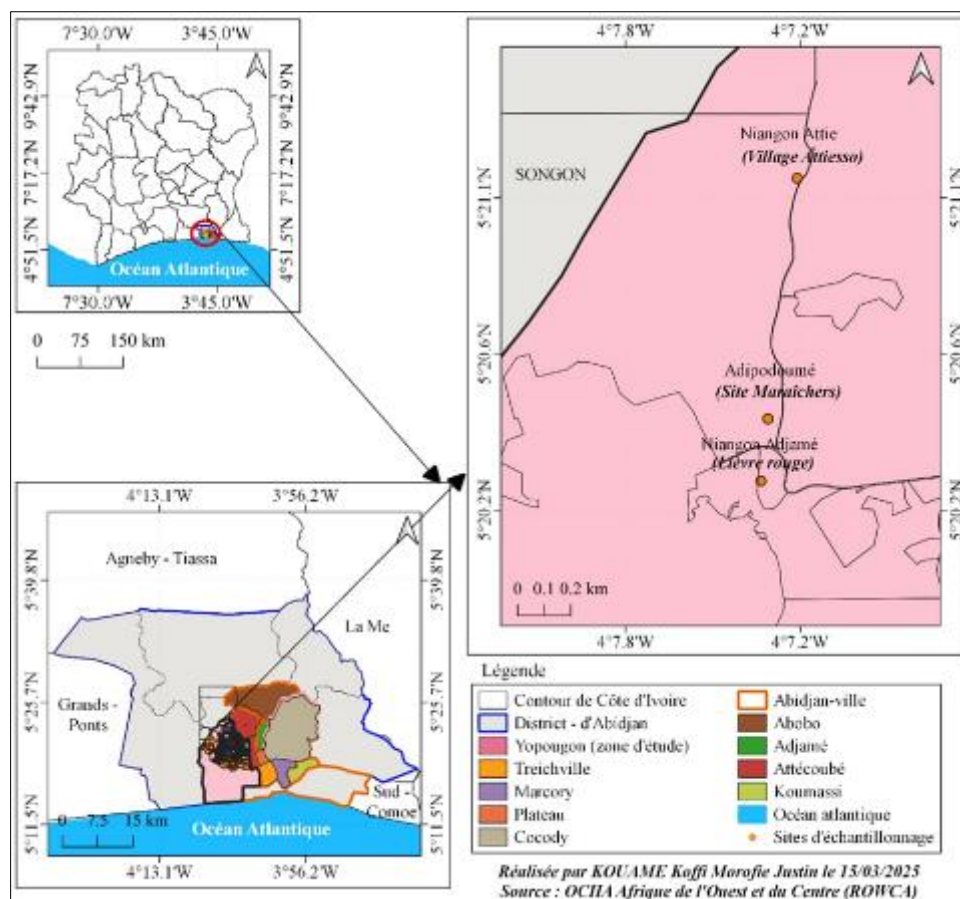 7°30.0'W 3°45.0'W
9°42.9'N
7°17.2'N
4°51.5'N
9°42.9'N
7°17.2'N
4°51.5'N
Océan Atlantique
7°30.0'W 3°45.0'W
0 75 150 km
4°7.8'W 4°7.2'W
Niangon Attie
(Village Attiesso)
SONGON
5°21.1'N
5°21.1'N
5°20.6'N
5°20.6'N
Adipodoumé
(Site Maraîchers)
Niangon Adjamé
(Lièvre rouge)
5°20.2'N
5°20.2'N
0 0.1 0.2 km
4°7.8'W 4°7.2'W
4°13.1'W 3°56.2'W
Agneby - Tiassa
5°39.8'N
5°39.8'N
La Me
5°25.7'N
5°25.7'N
Grands -
Ponts
Sud -
Comoe
5°11.5'N
5°11.5'N
0 7.5 15 km
Océan Atlantique
4°13.1'W 3°56.2'W
Légende
Contour de Côte d'Ivoire
District - d'Abidjan
Yopougon (zone d'étude)
Treichville
Marcory
Plateau
Cocody
Abidjan-ville
Abobo
Adjamé
Attécoubé
Koumassi
Océan atlantique
Sites d'échantillonnage
Réalisée par KOUAME Koffi Morofie Justin le 15/03/2025
Source : OCHA Afrique de l'Ouest et du Centre (ROWCA)